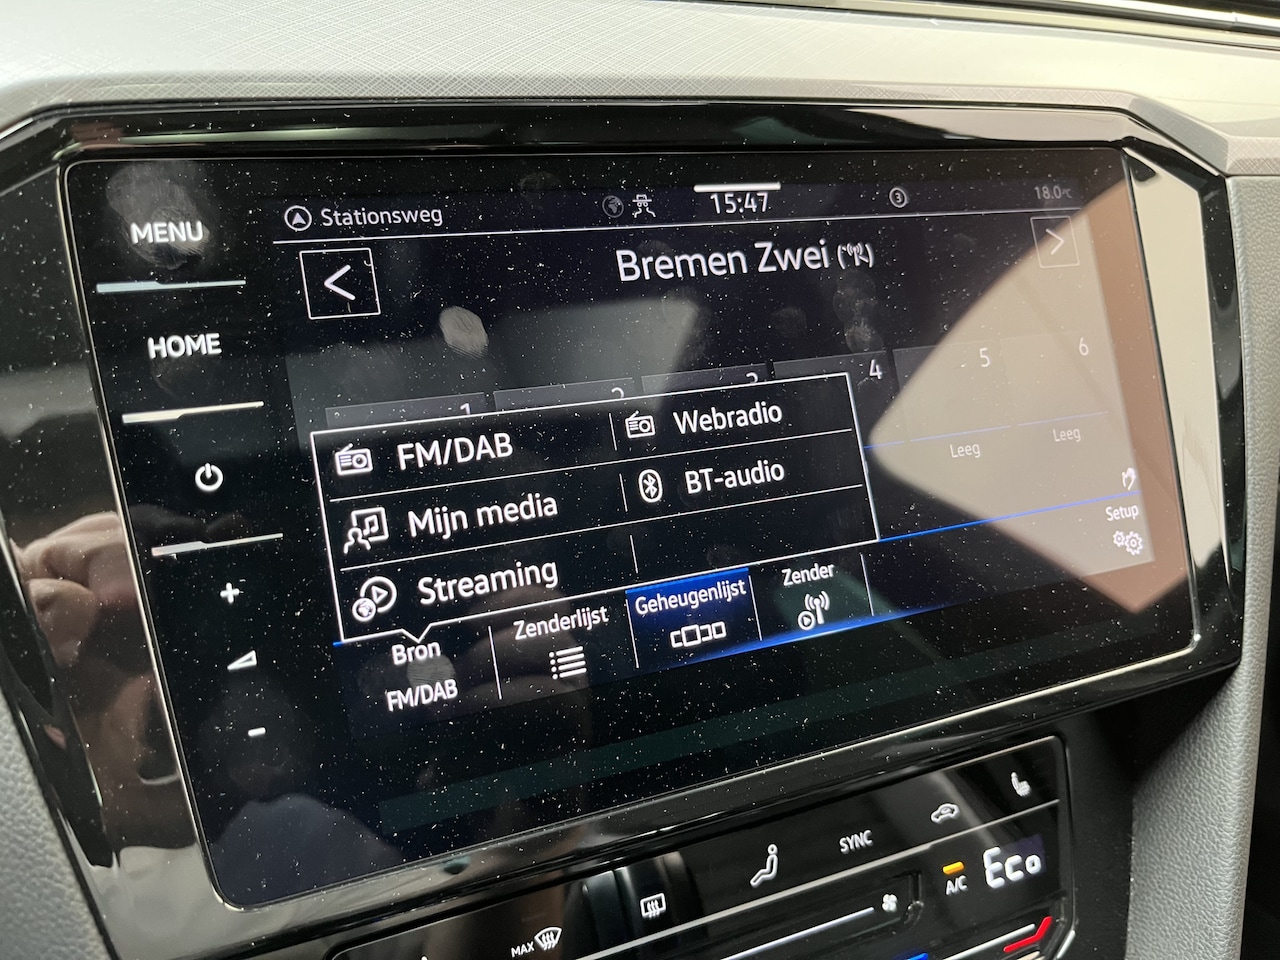 MENU
HOME
+
-
Stationsweg
15:47
3
18.0°C
<
>
Bremen Zwei
1
2
3
4
5
6
Leeg
Leeg
FM/DAB
Webradio
Mijn media
BT-audio
Streaming
Bron
FM/DAB
Zenderlijst
Geheugenlijst
Zender
Setup
MAX
SYNC
A/C
Eco